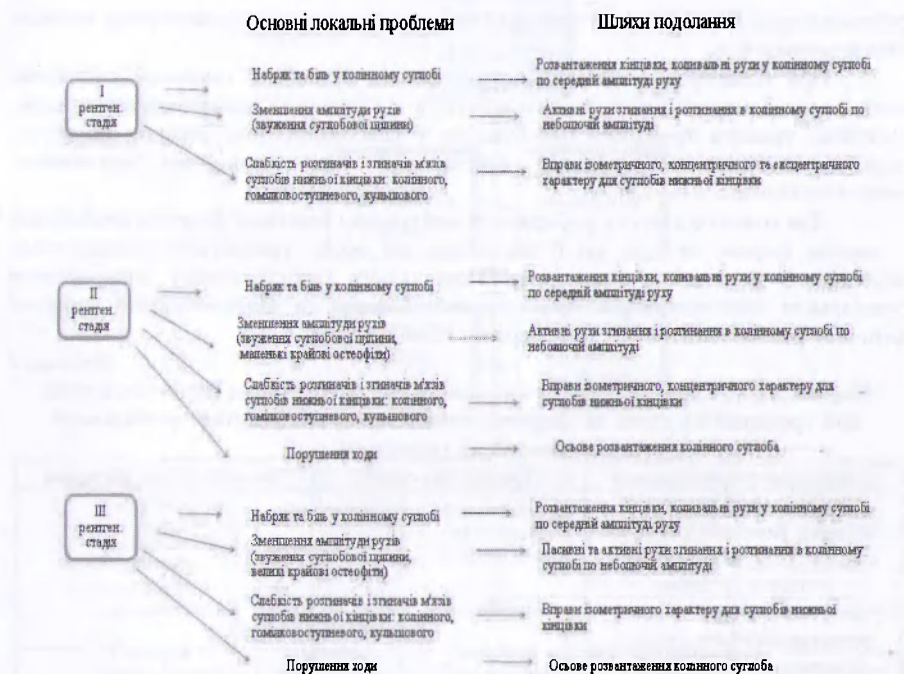 Основні локальні проблеми
Шляхи подолання
I
рентген.
стадія
Набряк та біль у колінному суглобі
Розвантаження кінцівки, коливальні рухи у колінному суглобі
по середній амплітуді руху
Зменшення амплітуди рухів
(звуження суглобової щілини)
Активні рухи згинання і розгинання в колінному суглобі по
неболючій амплітуді
Слабкість розгиначів і згиначів м'язів
суглобів нижньої кінцівки: колінного,
гомілковоступневого, кульшового
Вправи ізометричного, концентричного та ексцентричного
характеру для суглобів нижньої кінцівки
II
рентген.
стадія
Набряк та біль у колінному суглобі
Розвантаження кінцівки, коливальні рухи у колінному суглобі
по середній амплітуді руху
Зменшення амплітуди рухів
(звуження суглобової щілини,
маленькі крайові остеофіти)
Активні рухи згинання і розгинання в колінному суглобі по
неболючій амплітуді
Слабкість розгиначів і згиначів м'язів
суглобів нижньої кінцівки: колінного,
гомілковоступневого, кульшового
Вправи ізометричного, концентричного характеру для
суглобів нижньої кінцівки
Порушення ходи
Осьове розвантаження колінного суглоба
III
рентген.
стадія
Набряк та біль у колінному суглобі
Розвантаження кінцівки, коливальні рухи у колінному суглобі
по середній амплітуді руху
Зменшення амплітуди рухів
(звуження суглобової щілини,
великі крайові остеофіти)
Пасивні та активні рухи згинання і розгинання в колінному
суглобі по неболючій амплітуді
Слабкість розгиначів і згиначів м'язів
суглобів нижньої кінцівки: колінного,
гомілковоступневого, кульшового
Вправи ізометричного характеру для суглобів нижньої
кінцівки
Порушення ходи
Осьове розвантаження колінного суглоба